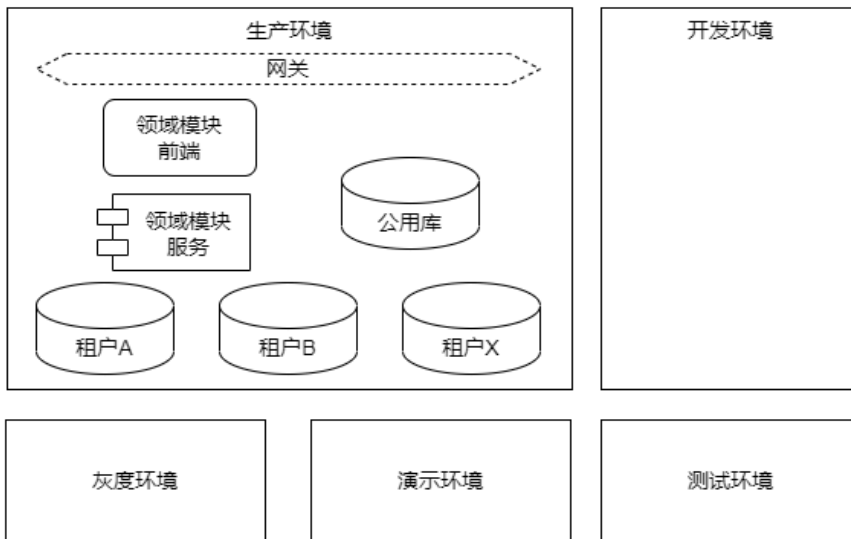 生产环境
网关
领域模块
前端
领域模块
服务
公用库
租户A
租户B
租户X
开发环境
灰度环境
演示环境
测试环境